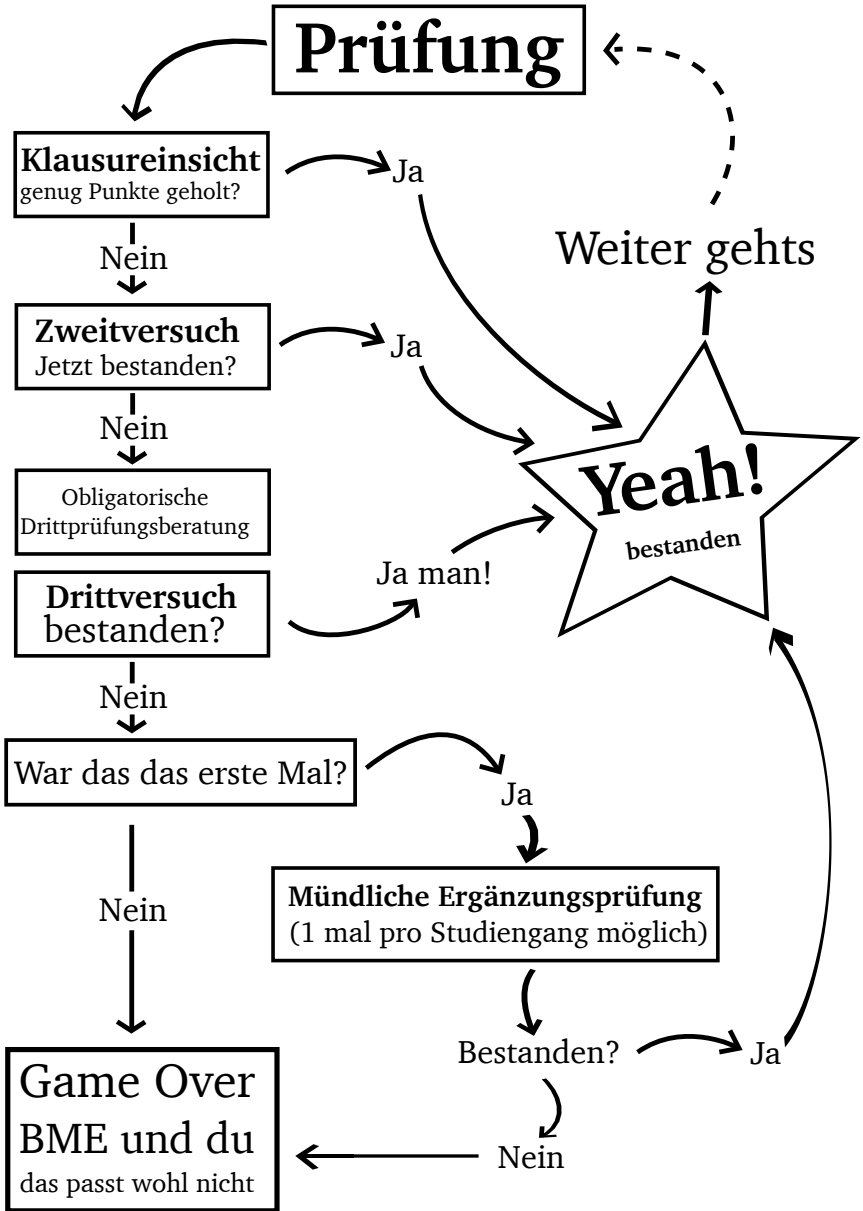 Prüfung
Klausureinsicht
genug Punkte geholt?
Ja
Nein
Weiter gehts
Zweitversuch
Jetzt bestanden?
Ja
Nein
Yeah!
bestanden
Obligatorische
Drittprüfungsberatung
Drittversuch
bestanden?
Ja man!
Nein
War das das erste Mal?
Ja
Nein
Mündliche Ergänzungsprüfung
(1 mal pro Studiengang möglich)
Bestanden?
Ja
Nein
Game Over
BME und du
das passt wohl nicht